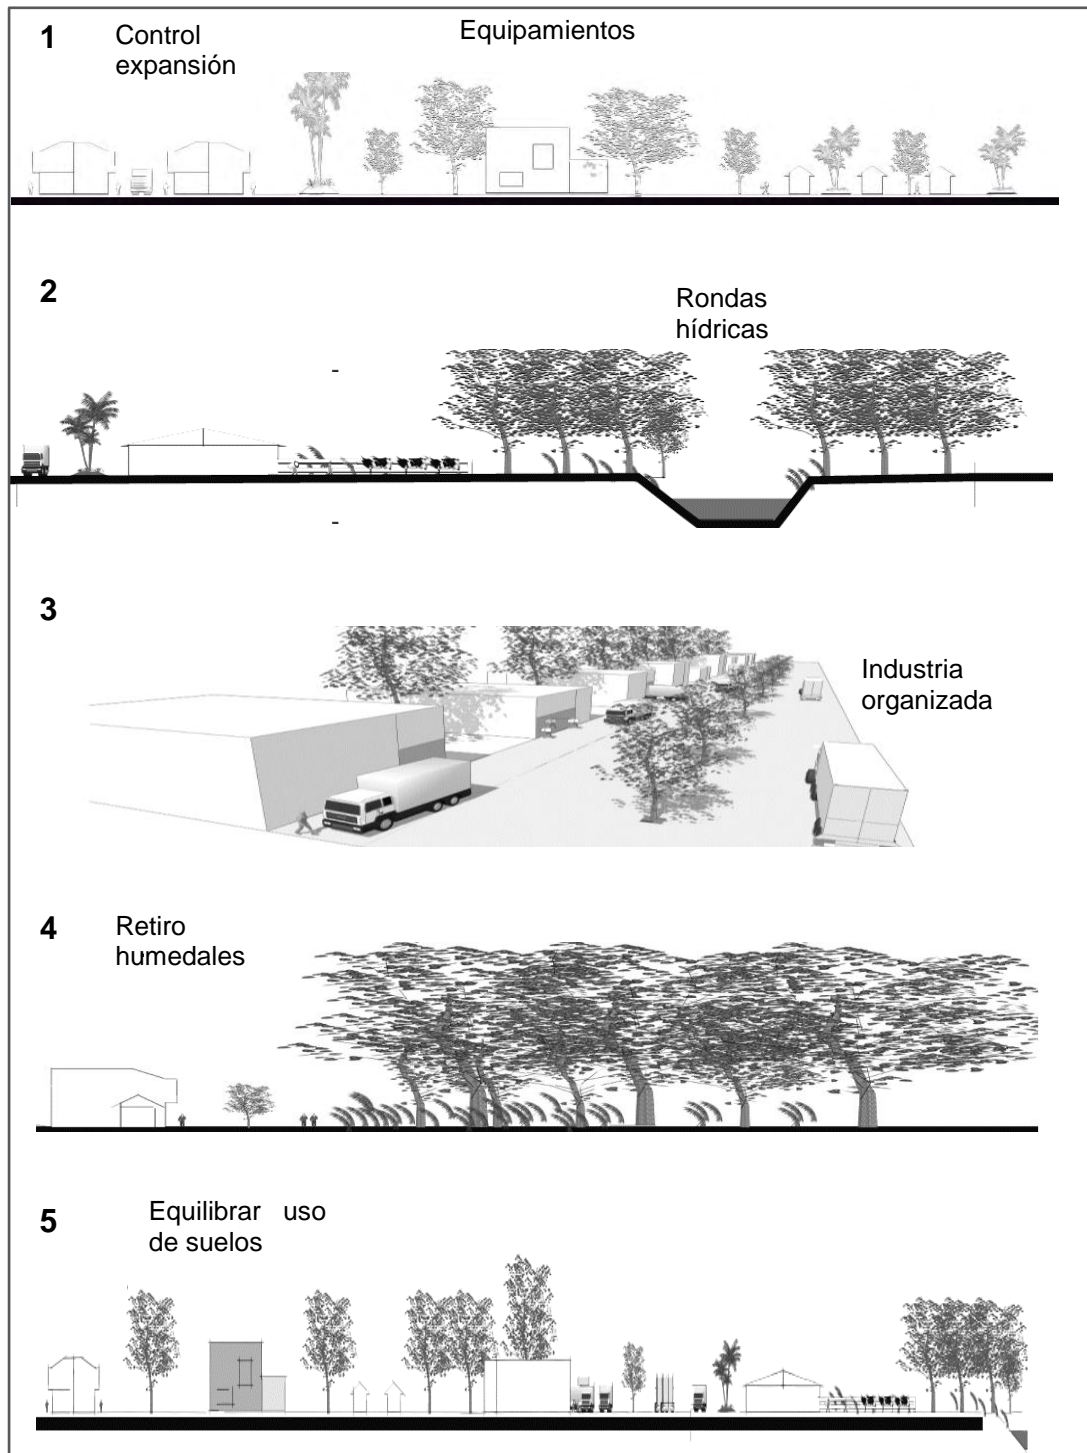 1
Control
expansión
Equipamientos
2
Rondas
hídricas
3
Industria
organizada
4
Retiro
humedales
5
Equilibrar uso
de suelos